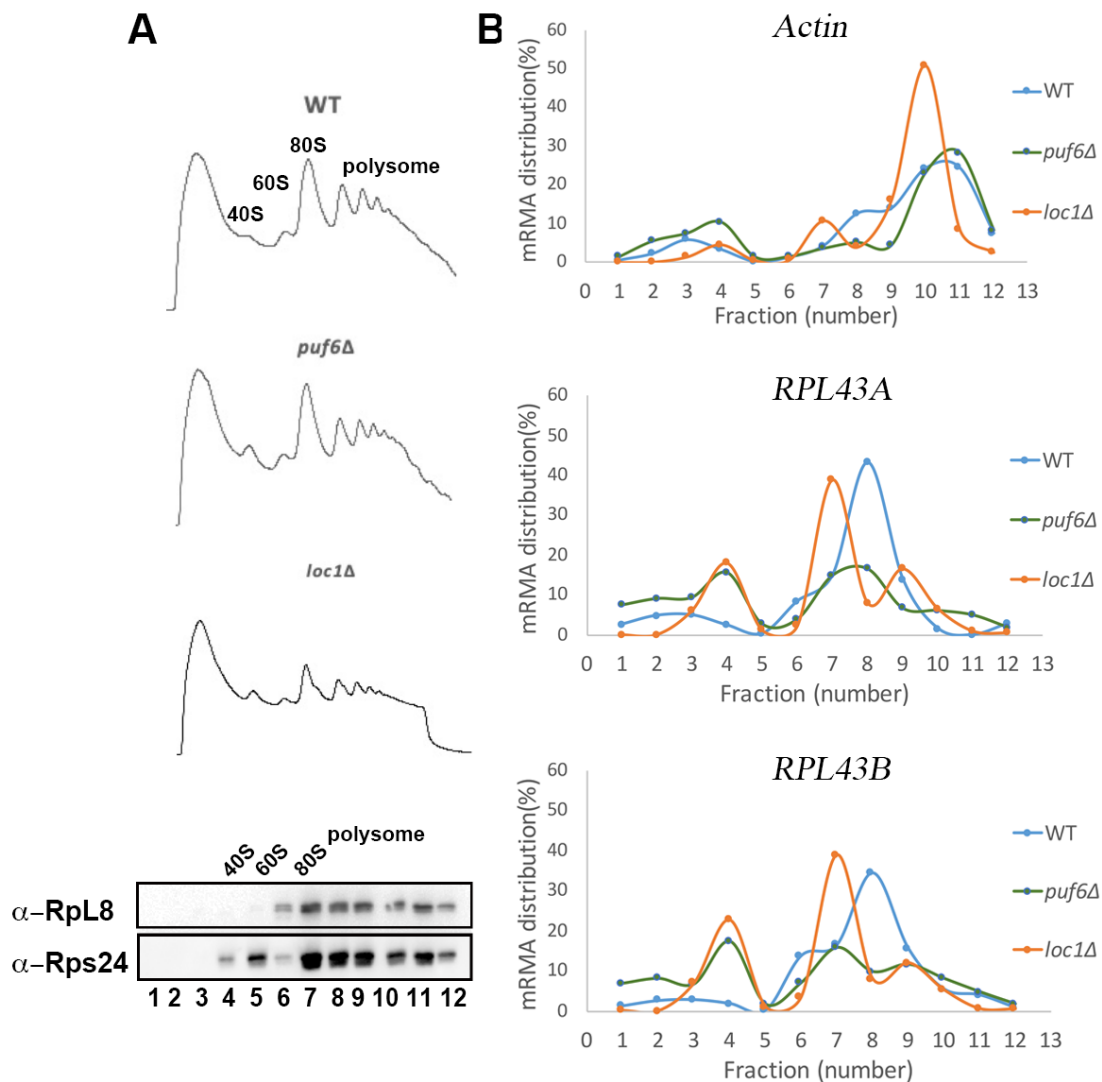 A
WT
40S
60S
80S
polysome
puf6Δ
loc1Δ
40S
60S
80S
polysome
α-RpL8
α-Rps24
1 2 3 4 5 6 7 8 9 10 11 12
B
Actin
mRMA distribution(%)
60
50
40
30
20
10
0
0 1 2 3 4 5 6 7 8 9 10 11 12 13
Fraction (number)
WT
puf6Δ
loc1Δ
RPL43A
mRMA distribution(%)
60
50
40
30
20
10
0
0 1 2 3 4 5 6 7 8 9 10 11 12 13
Fraction (number)
WT
puf6Δ
loc1Δ
RPL43B
mRMA distribution(%)
60
50
40
30
20
10
0
0 1 2 3 4 5 6 7 8 9 10 11 12 13
Fraction (number)
WT
puf6Δ
loc1Δ